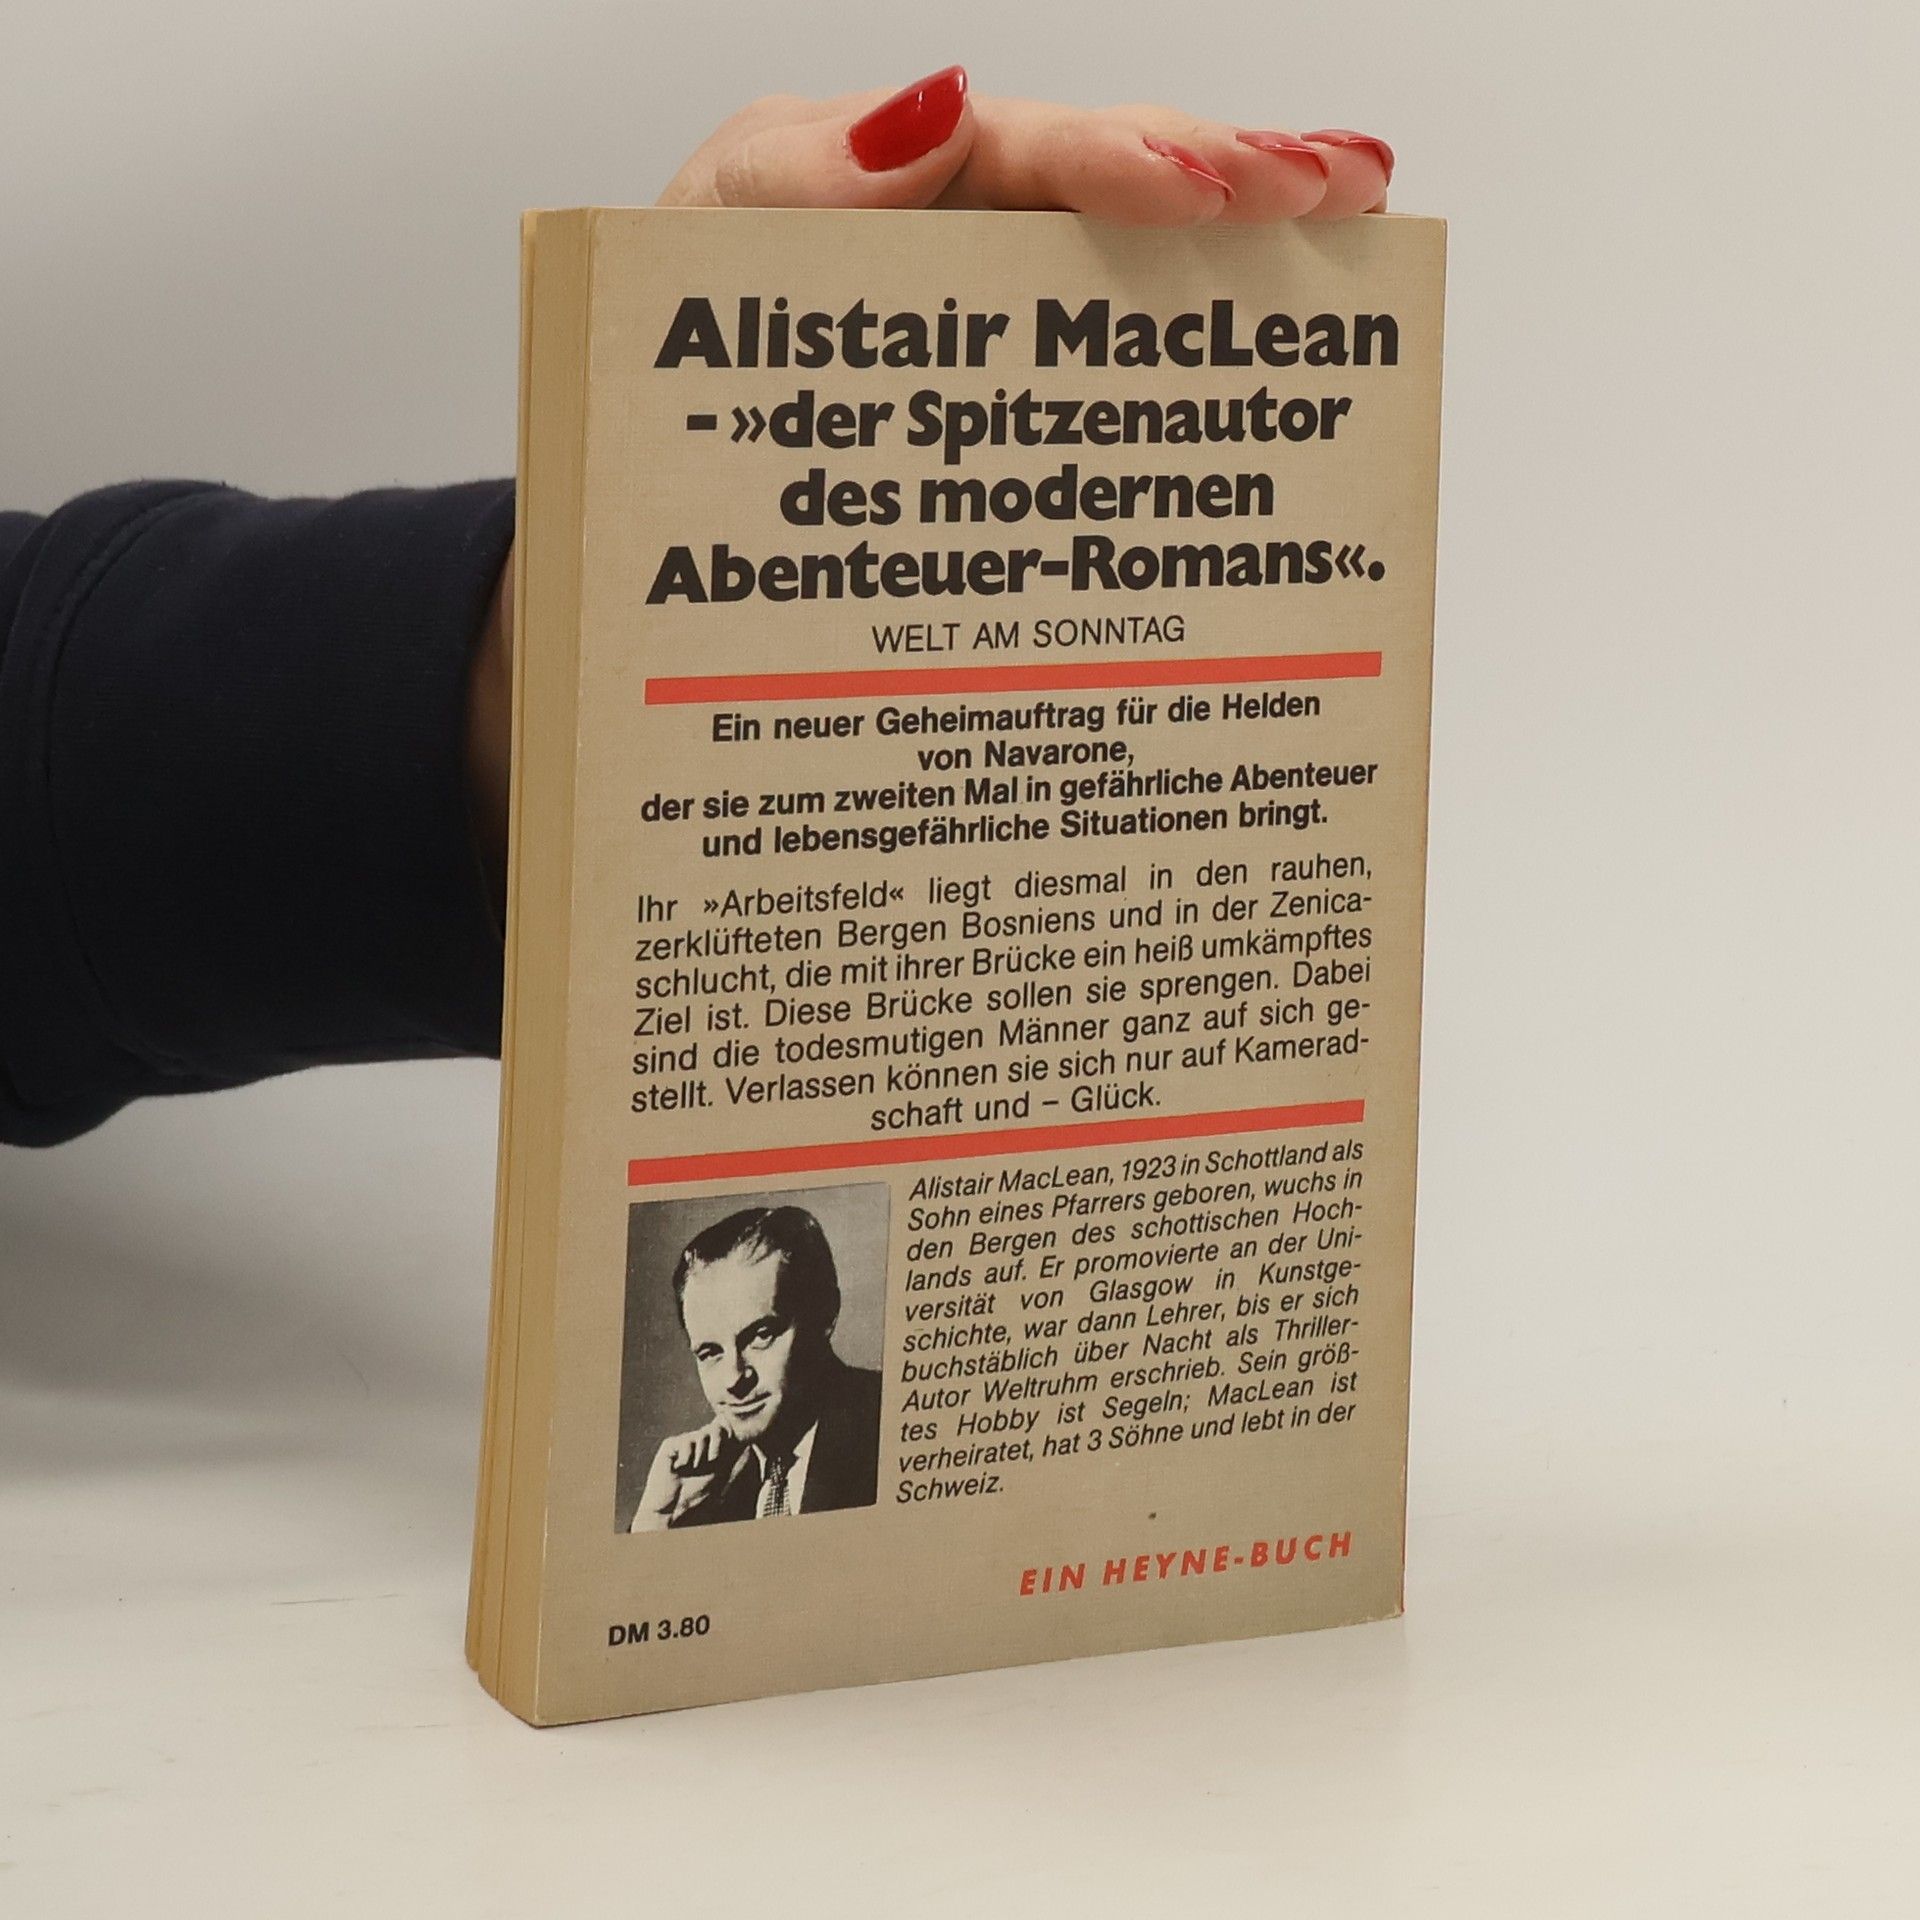 Alistair MacLean
- »der Spitzenautor
des modernen
Abenteuer-Romans«.
WELT AM SONNTAG
Ein neuer Geheimauftrag für die Helden
von Navarone,
der sie zum zweiten Mal in gefährliche Abenteuer
und lebensgefährliche Situationen bringt.
Ihr »Arbeitsfeld« liegt diesmal in den rauhen,
zerklüfteten Bergen Bosniens und in der Zenica-
schlucht, die mit ihrer Brücke ein heiß umkämpftes
Ziel ist. Diese Brücke sollen sie sprengen. Dabei
sind die todesmutigen Männer ganz auf sich ge-
stellt. Verlassen können sie sich nur auf Kamerad-
schaft und – Glück.
Alistair MacLean, 1923 in Schottland als
Sohn eines Pfarrers geboren, wuchs in
den Bergen des schottischen Hoch-
lands auf. Er promovierte an der Uni-
versität von Glasgow in Kunstge-
schichte, war dann Lehrer, bis er sich
buchstäblich über Nacht als Thriller-
Autor Weltruhm erschrieb. Sein größ-
tes Hobby ist Segeln; MacLean ist
verheiratet, hat 3 Söhne und lebt in der
Schweiz.
EIN HEYNE-BUCH
DM 3.80